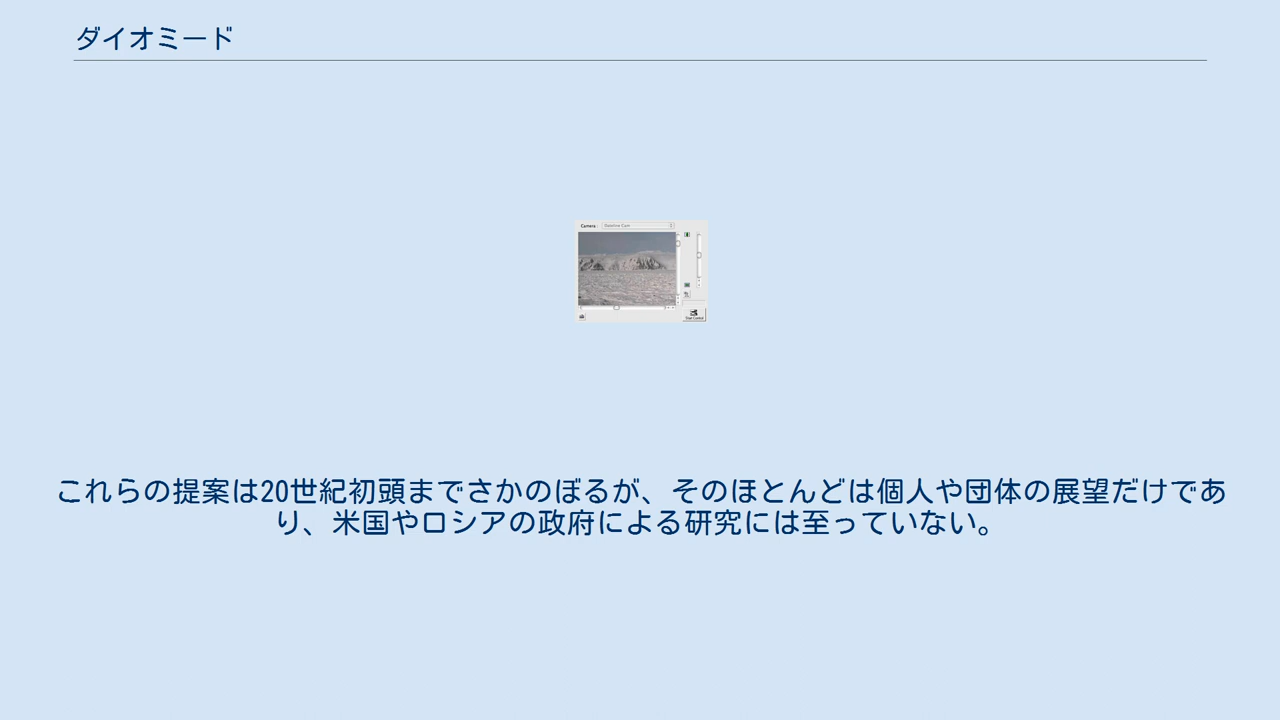 ダイオミード
Camera:
これらの提案は20世紀初頭までさかのぼるが、そのほとんどは個人や団体の展望だけであ
り、米国やロシアの政府による研究には至っていない。